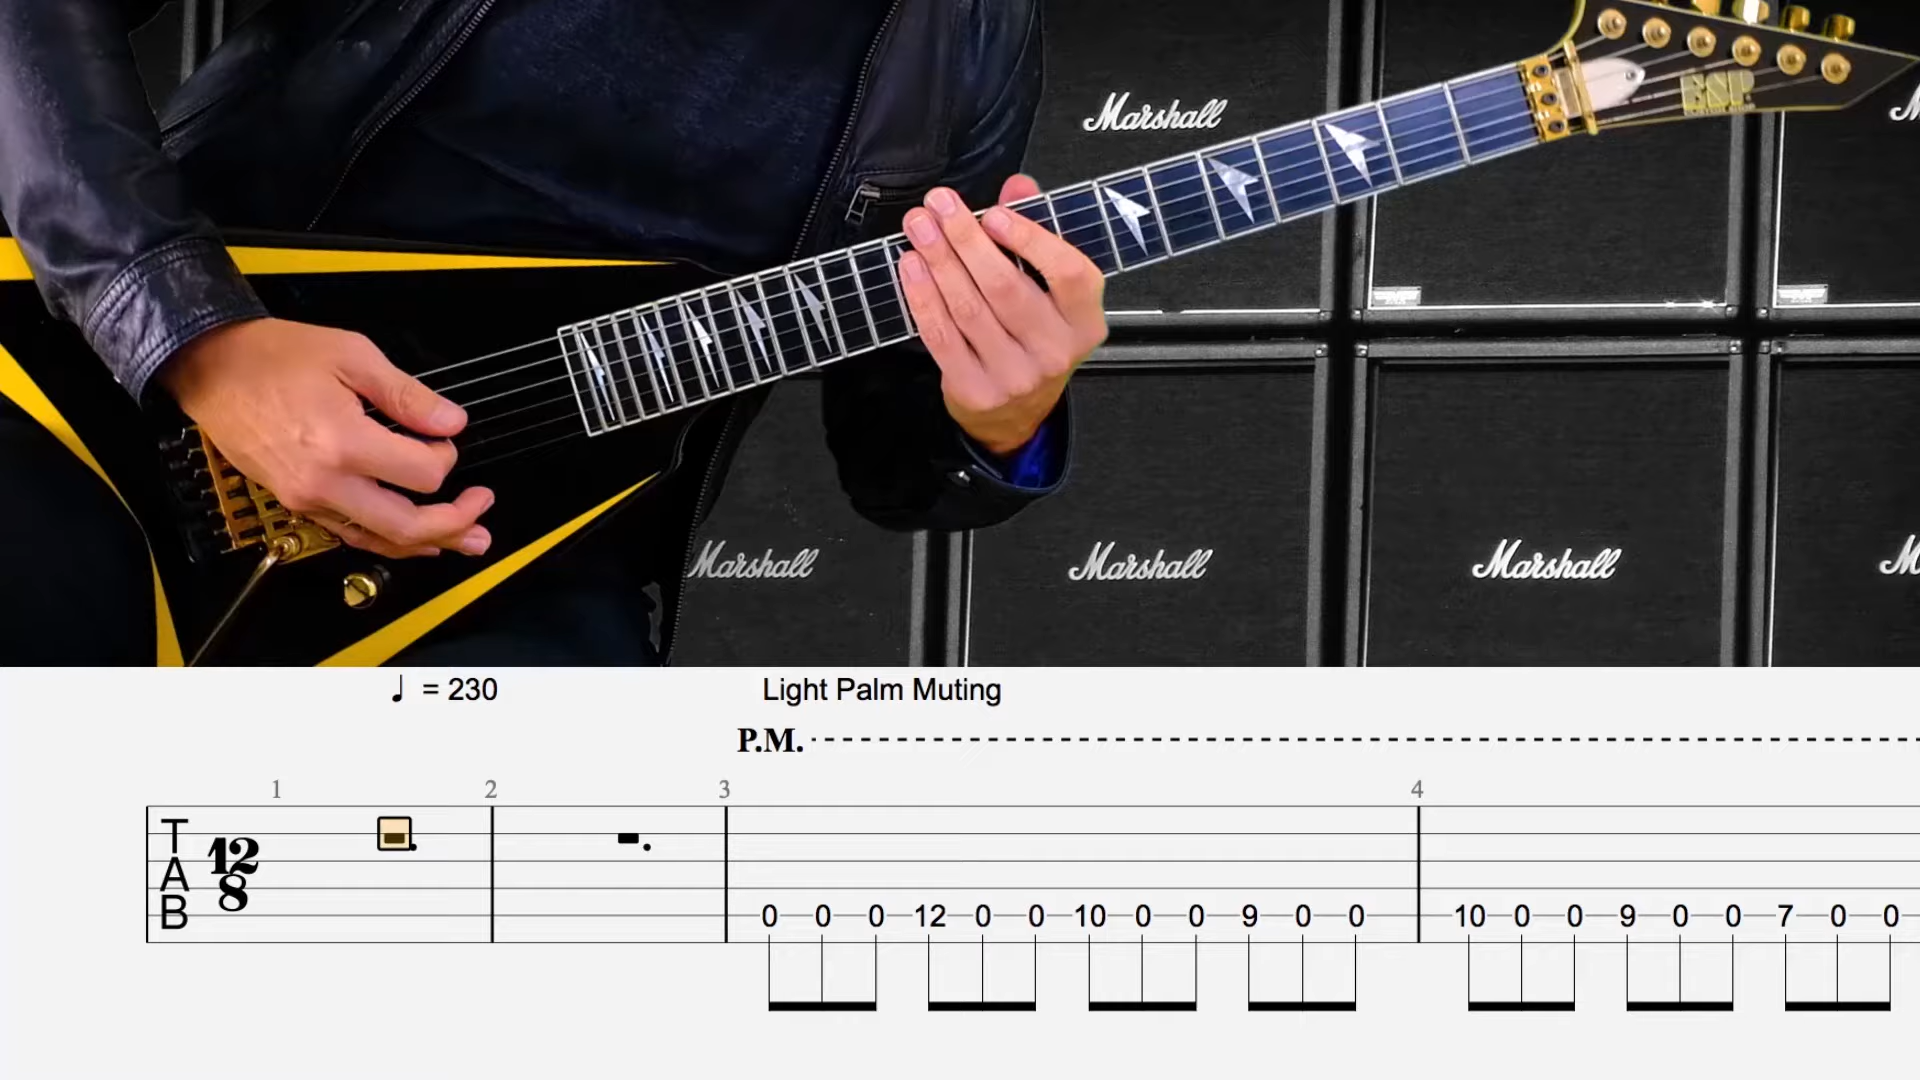 Marshall
ESP
Marshall
Marshall
Marshall
♩ = 230
Light Palm Muting
P.M.
1
2
3
4
T
A
B
12
8
0 0 0 12 0 0 10 0 0 9 0 0
10 0 0 9 0 0 7 0 0